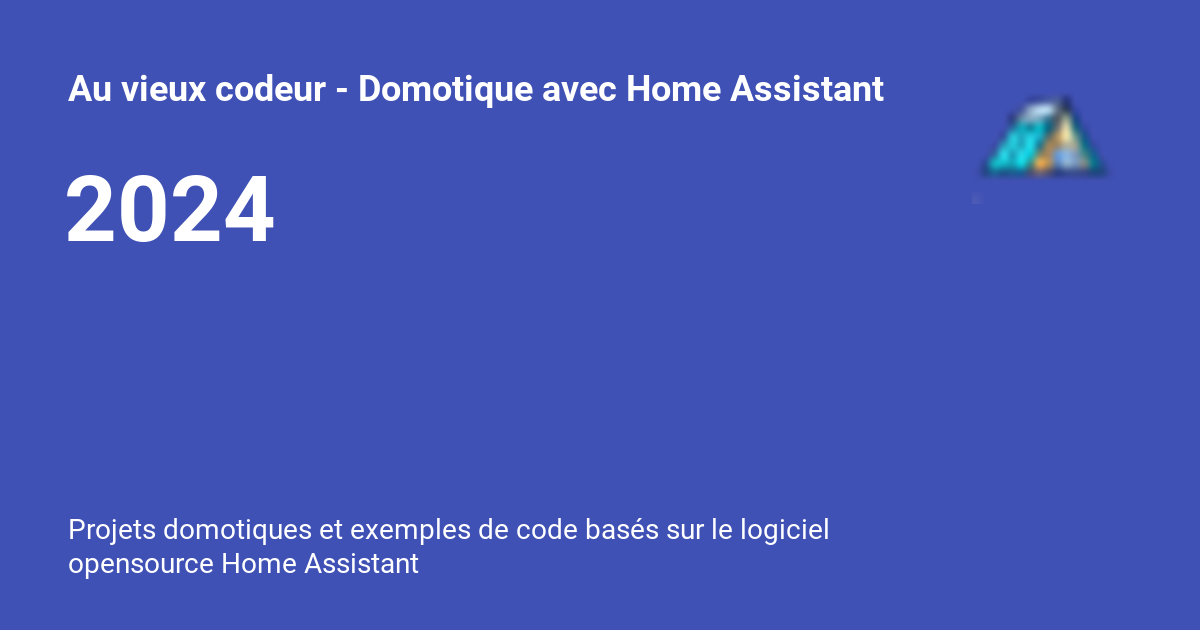 Au vieux codeur - Domotique avec Home Assistant
2024
Projets domotiques et exemples de code basés sur le logiciel
opensource Home Assistant